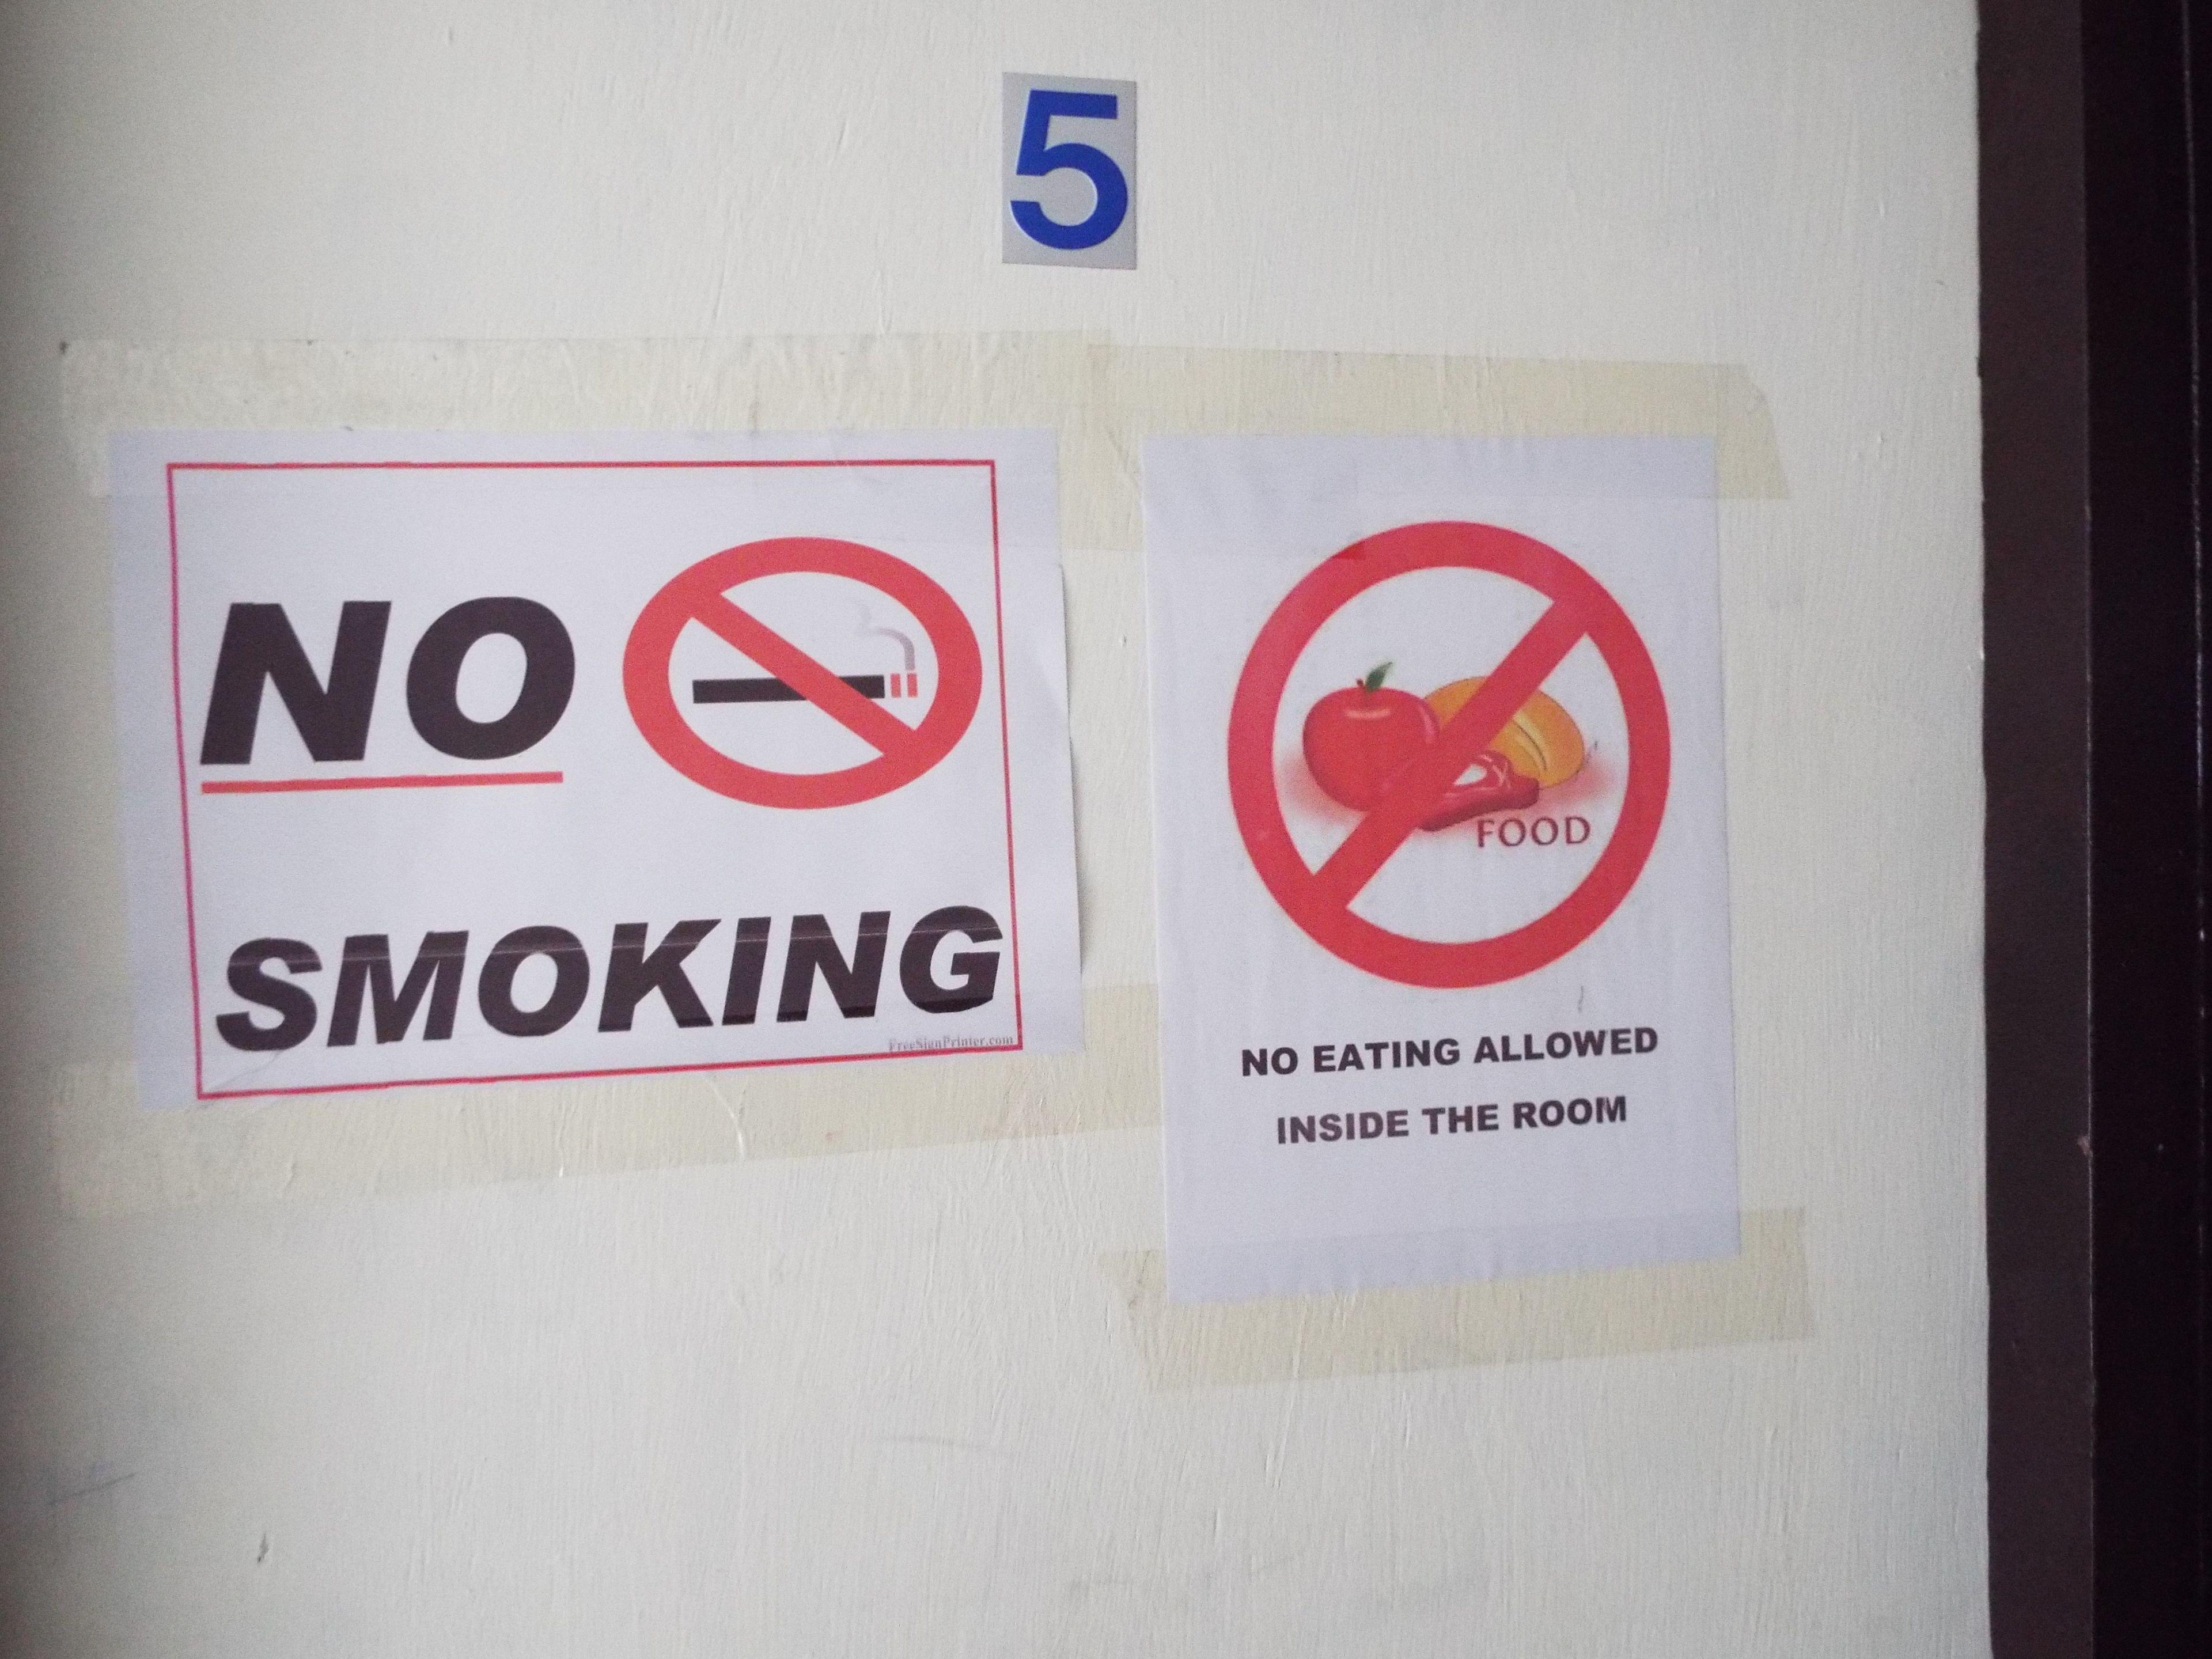 5
NO
SMOKING
FreeSignPrinter.com
FOOD
NO EATING ALLOWED
INSIDE THE ROOM